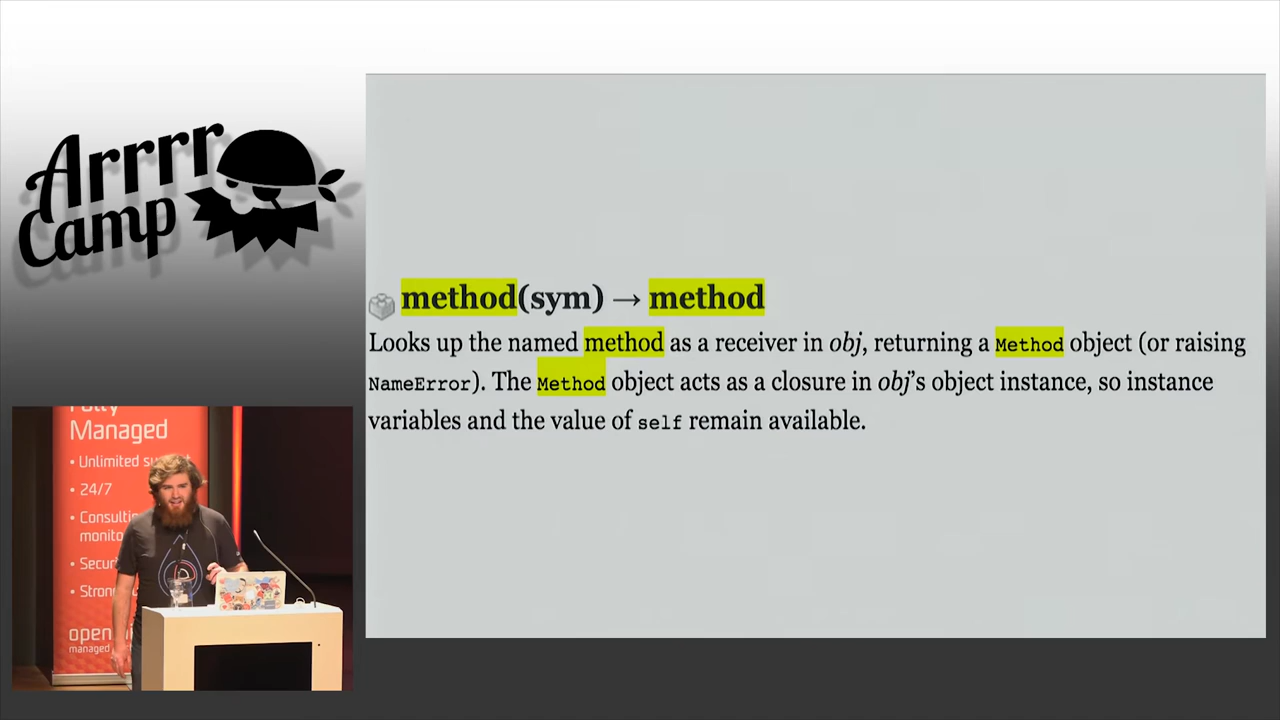 Arrrr
Camp
method(sym) → method
Looks up the named method as a receiver in obj, returning a Method object (or raising
NameError). The Method object acts as a closure in obj's object instance, so instance
variables and the value of self remain available.
Managed
• Unlimited
• 24/7
• Consulting
• Secur
• Stron
open
managed